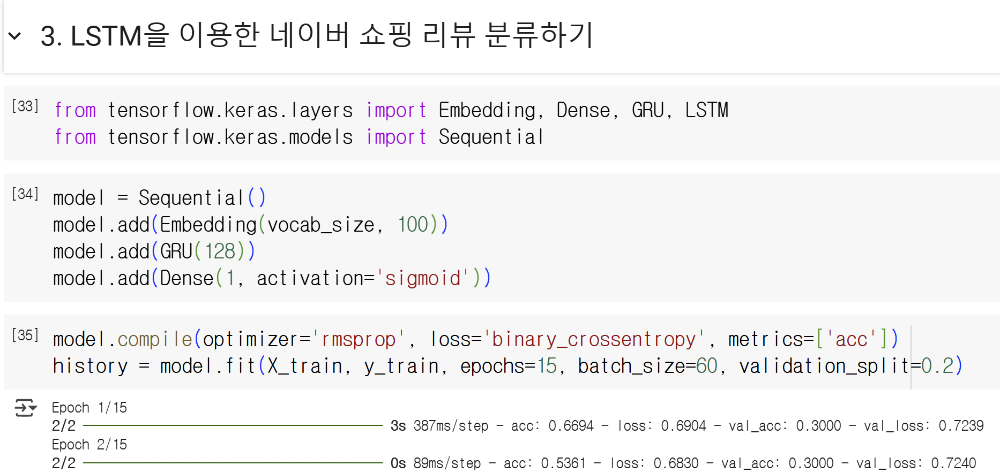 3. LSTM을 이용한 네이버 쇼핑 리뷰 분류하기
[33] from tensorflow.keras.layers import Embedding, Dense, GRU, LSTM
from tensorflow.keras.models import Sequential
[34] model = Sequential()
model.add(Embedding(vocab_size, 100))
model.add(GRU(128))
model.add(Dense(1, activation='sigmoid'))
[35] model.compile(optimizer='rmsprop', loss='binary_crossentropy', metrics=['acc'])
history = model.fit(X_train, y_train, epochs=15, batch_size=60, validation_split=0.2)
Epoch 1/15
2/2 3s 387ms/step - acc: 0.6694 - loss: 0.6904 - val_acc: 0.3000 - val_loss: 0.7239
Epoch 2/15
2/2 0s 89ms/step - acc: 0.5361 - loss: 0.6830 - val_acc: 0.3000 - val_loss: 0.7240